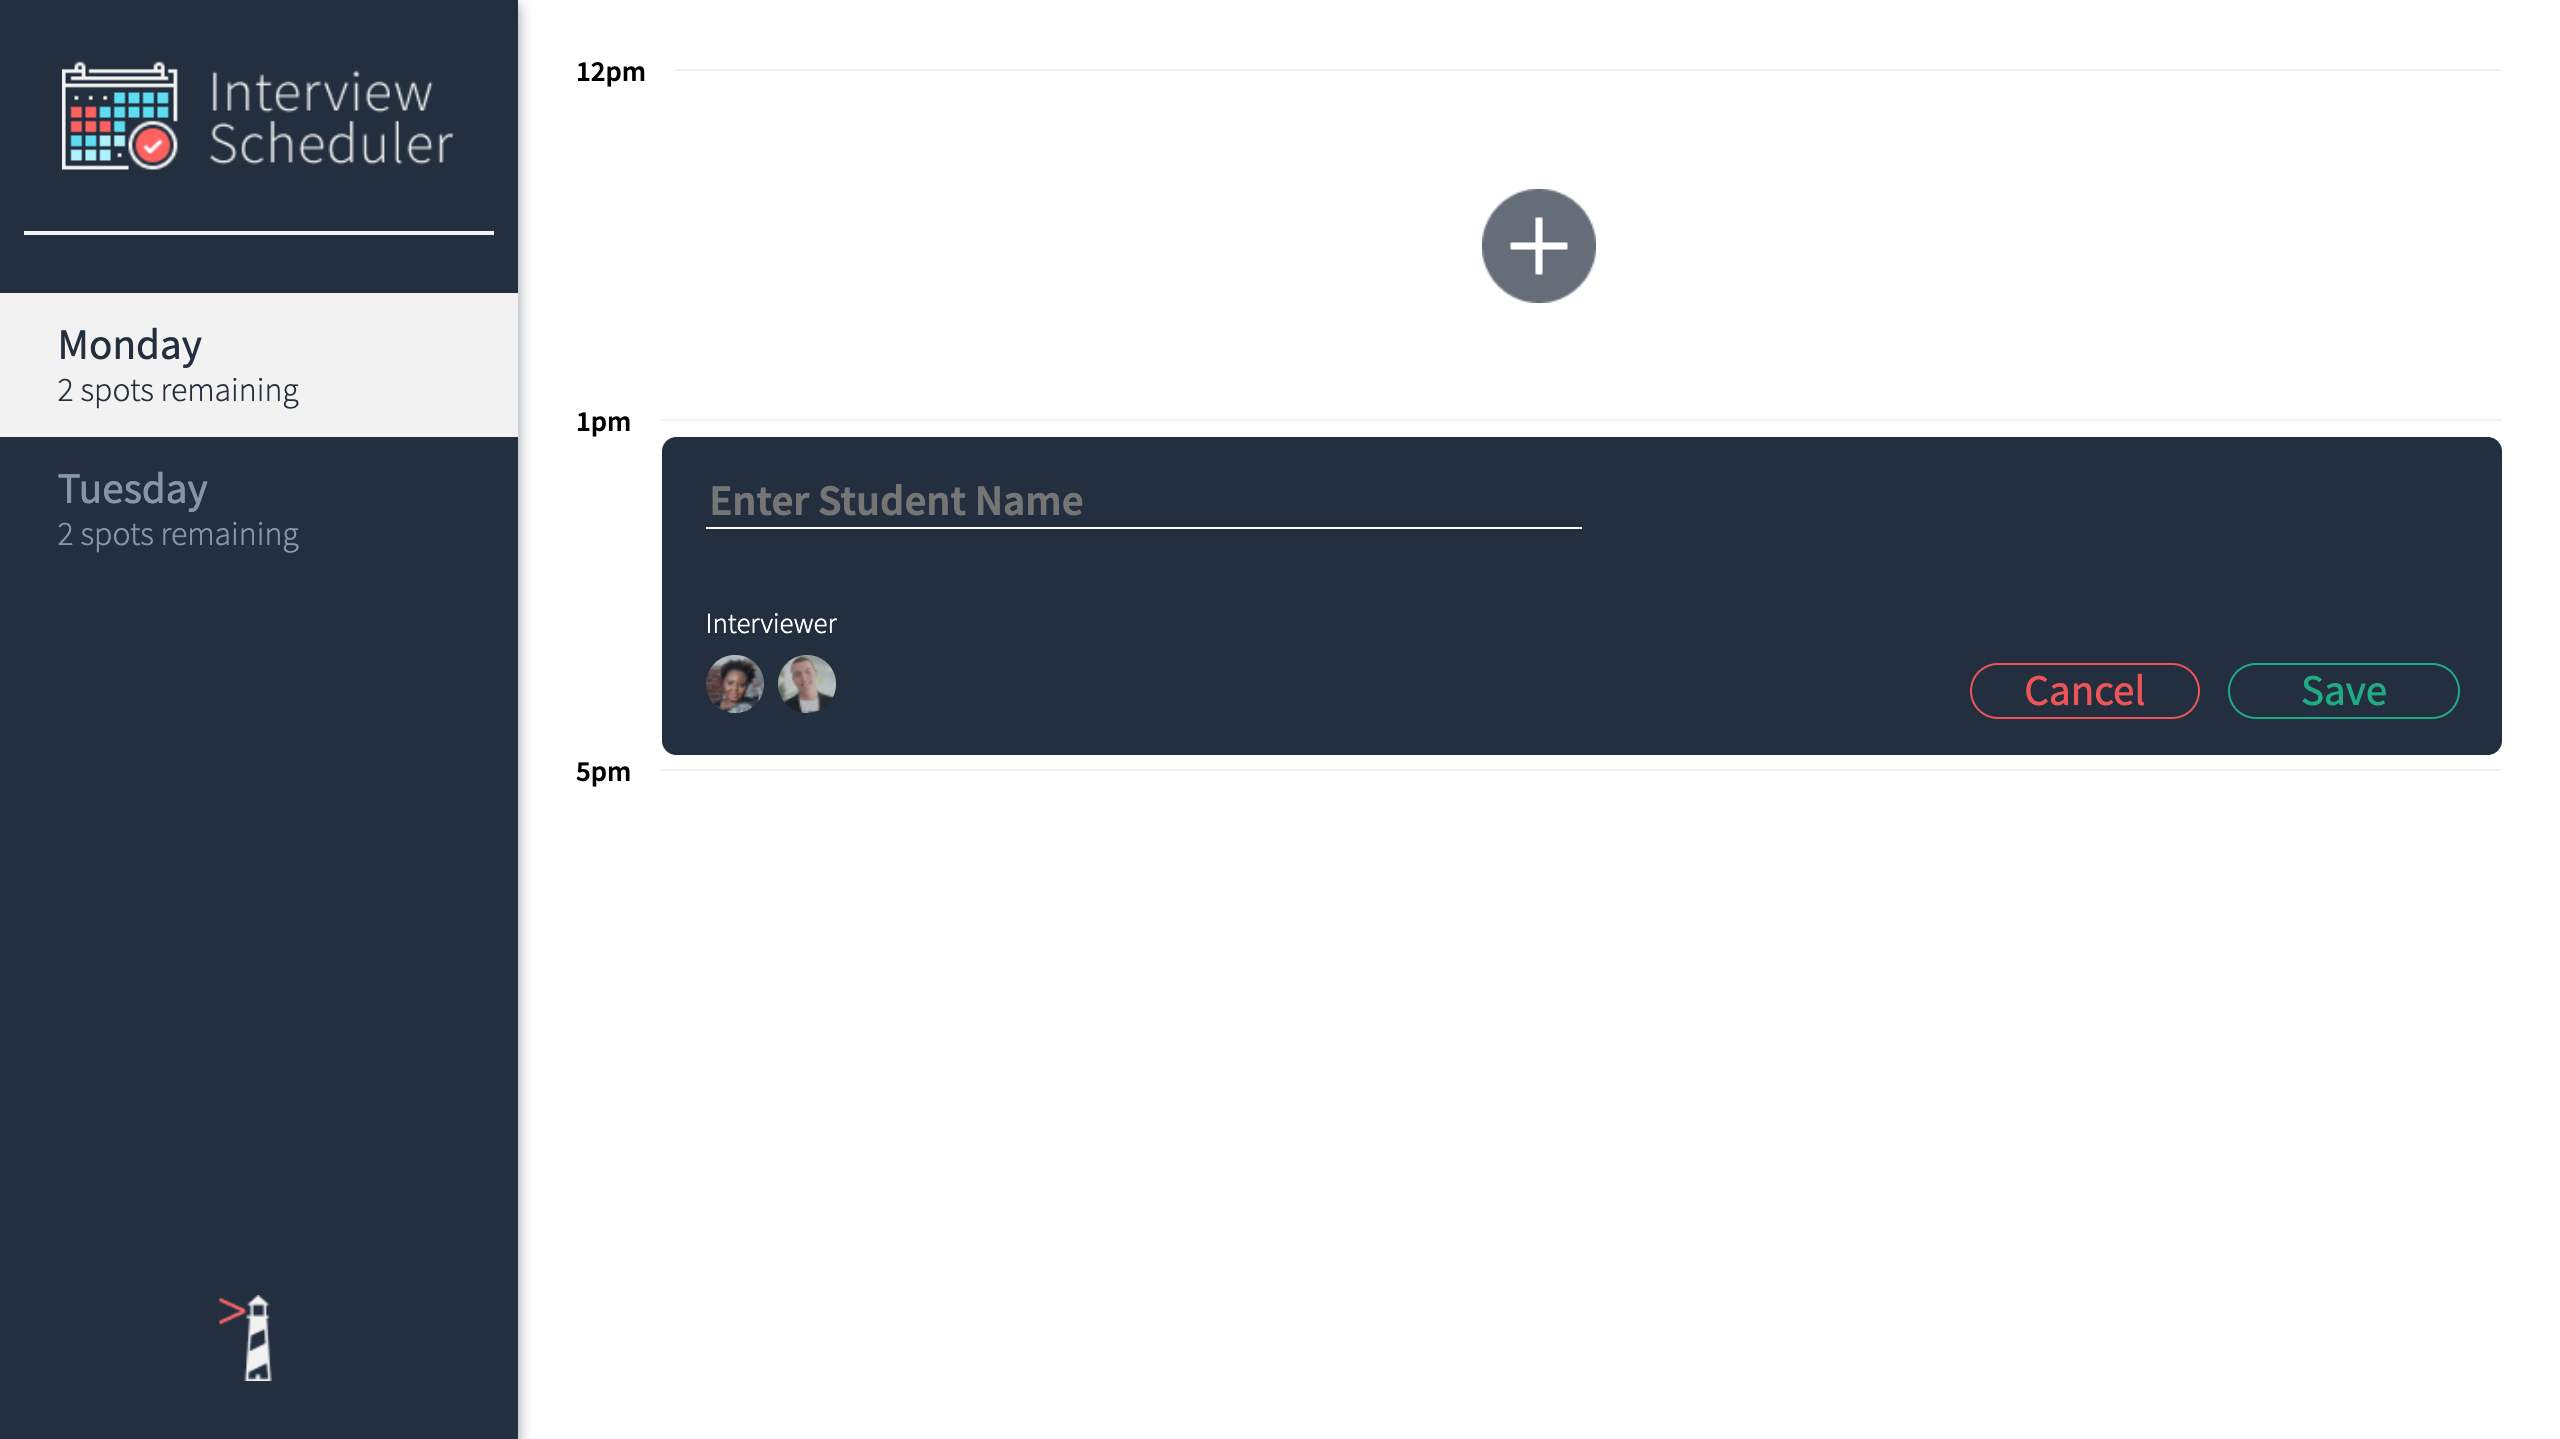 Interview
Scheduler
Monday
2 spots remaining
Tuesday
2 spots remaining
12pm
1pm
Enter Student Name
Interviewer
Cancel
Save
5pm